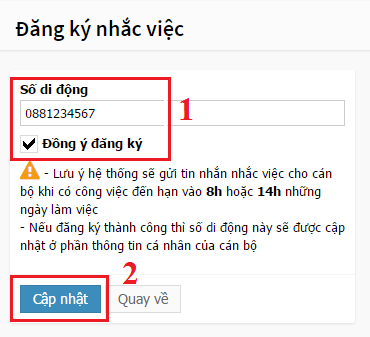 Đăng ký nhắc việc
Số di động
0881234567
1
Đồng ý đăng ký
- Lưu ý hệ thống sẽ gửi tin nhắn nhắc việc cho cán
bộ khi có công việc đến hạn vào 8h hoặc 14h những
ngày làm việc
- Nếu đăng ký thành công thì số di động này sẽ được cập
nhật ở phần thông tin cá nhân của cán bộ
2
Cập nhật Quay về